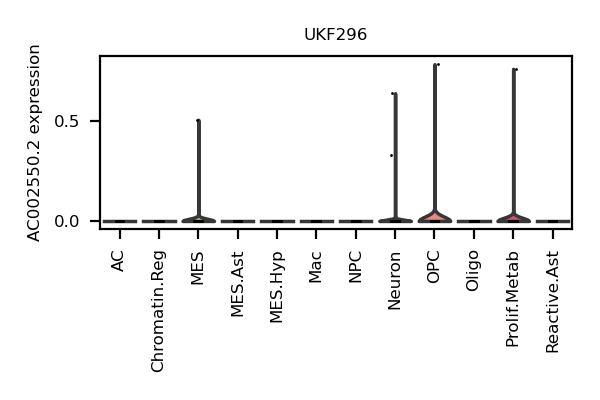 UKF296
AC002550.2 expression
0.5
0.0
AC
Chromatin.Reg
MES
MES.Ast
MES.Hyp
Mac
NPC
Neuron
OPC
Oligo
Prolif.Metab
Reactive.Ast